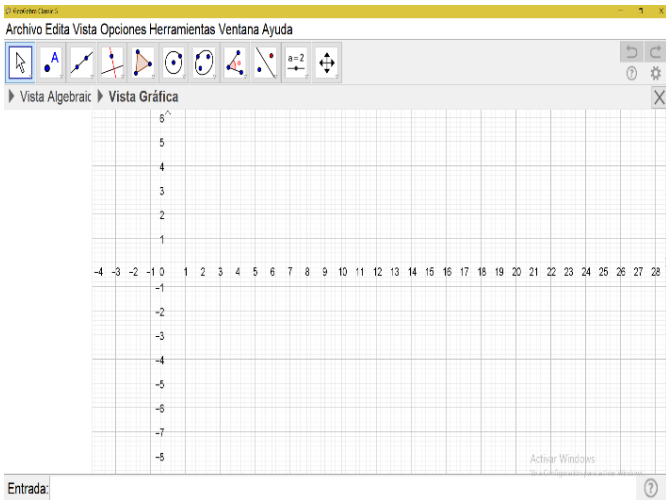 GeoGebra Classic 5
Archivo Edita Vista Opciones Herramientas Ventana Ayuda
A
a=2
Vista Algebraic Vista Gráfica X
6
5
4
3
2
1
-4 -3 -2 -1 0 1 2 3 4 5 6 7 8 9 10 11 12 13 14 15 16 17 18 19 20 21 22 23 24 25 26 27 28
-1
-2
-3
-4
-5
-6
-7
-8
Activar Windows
Entrada: